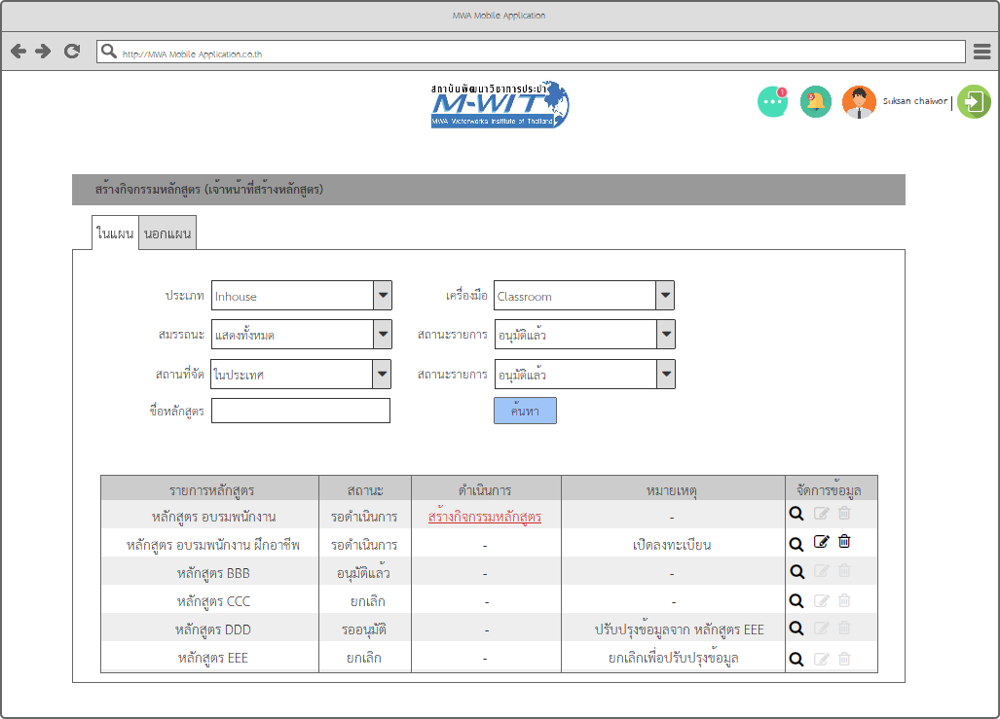 MWA Mobile Application
http://MWA Mobile Application.co.th
สถาบันพัฒนาวิชาการประปา
M-WIT
MWA Waterworks Institute of Thailand
1
3
Suksan chaiwor
สร้างกิจกรรมหลักสูตร (เจ้าหน้าที่สร้างหลักสูตร)
ในแผน นอกแผน
ประเภท Inhouse เครื่องมือ Classroom
สมรรถนะ แสดงทั้งหมด สถานะรายการ อนุมัติแล้ว
สถานที่จัด ในประเทศ สถานะรายการ อนุมัติแล้ว
ชื่อหลักสูตร ค้นหา
รายการหลักสูตร สถานะ ดำเนินการ หมายเหตุ จัดการข้อมูล
หลักสูตร อบรมพนักงาน รอดำเนินการ สร้างกิจกรรมหลักสูตร -
หลักสูตร อบรมพนักงาน ฝึกอาชีพ รอดำเนินการ - เปิดลงทะเบียน
หลักสูตร BBB อนุมัติแล้ว - -
หลักสูตร CCC ยกเลิก - -
หลักสูตร DDD รออนุมัติ - ปรับปรุงข้อมูลจาก หลักสูตร EEE
หลักสูตร EEE ยกเลิก - ยกเลิกเพื่อปรับปรุงข้อมูล